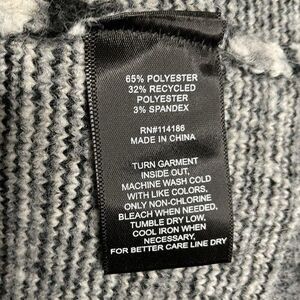 65% POLYESTER
32% RECYCLED
POLYESTER
3% SPANDEX
RN#114186
MADE IN CHINA
TURN GARMENT
INSIDE OUT,
MACHINE WASH COLD
WITH LIKE COLORS,
ONLY NON-CHLORINE
BLEACH WHEN NEEDED,
TUMBLE DRY LOW,
COOL IRON WHEN
NECESSARY,
FOR BETTER CARE LINE DRY